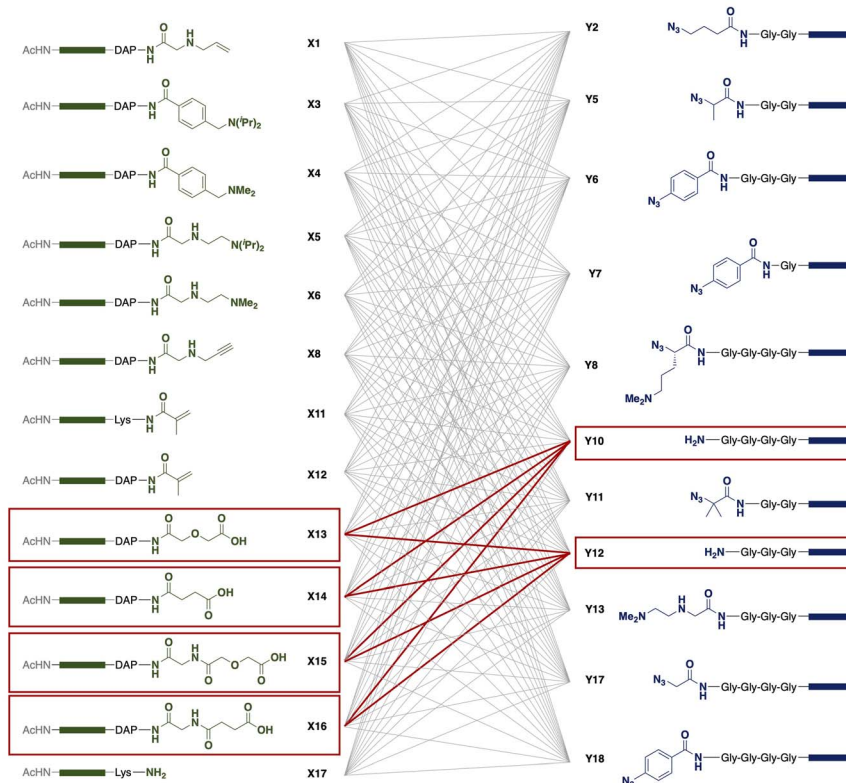 AcHN DAP N H O H N X1
AcHN DAP N H O N(iPr)2 X3
AcHN DAP N H O NMe2 X4
AcHN DAP N H O H N N(iPr)2 X5
AcHN DAP N H O H N NMe2 X6
AcHN DAP N H O H N X8
AcHN Lys N H O X11
AcHN DAP N H O X12
AcHN DAP N H O O O OH X13
AcHN DAP N H O O OH X14
AcHN DAP N H O H N O O O OH X15
AcHN DAP N H O H N O O OH X16
AcHN Lys NH2 X17
Y2 N3 O N H Gly-Gly
Y5 N3 O N H Gly-Gly
Y6 N3 O N H Gly-Gly-Gly
Y7 N3 O N H Gly
Y8 N3 O N H Gly-Gly-Gly-Gly Me2N
Y10 H2N Gly-Gly-Gly-Gly
Y11 N3 O N H Gly-Gly
Y12 H2N Gly-Gly-Gly
Y13 Me2N H N O N H Gly-Gly-Gly
Y17 N3 O N H Gly-Gly-Gly-Gly
Y18 O N H Gly-Gly-Gly-Gly